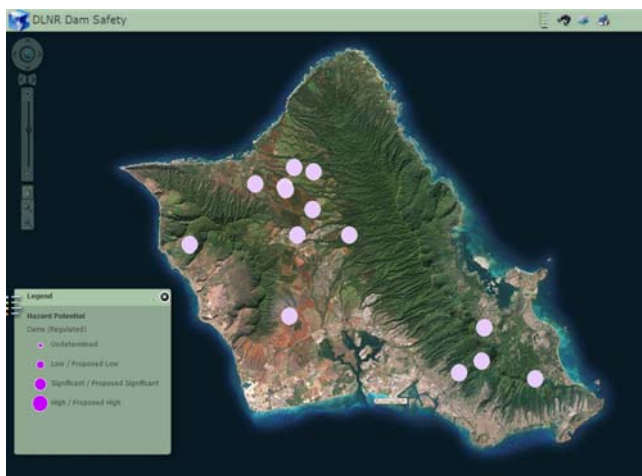 DLNR Dam Safety
Legend
Hazard Potential
Dams (Regulated)
Undetermined
Low / Proposed Low
Significant / Proposed Significant
High / Proposed High